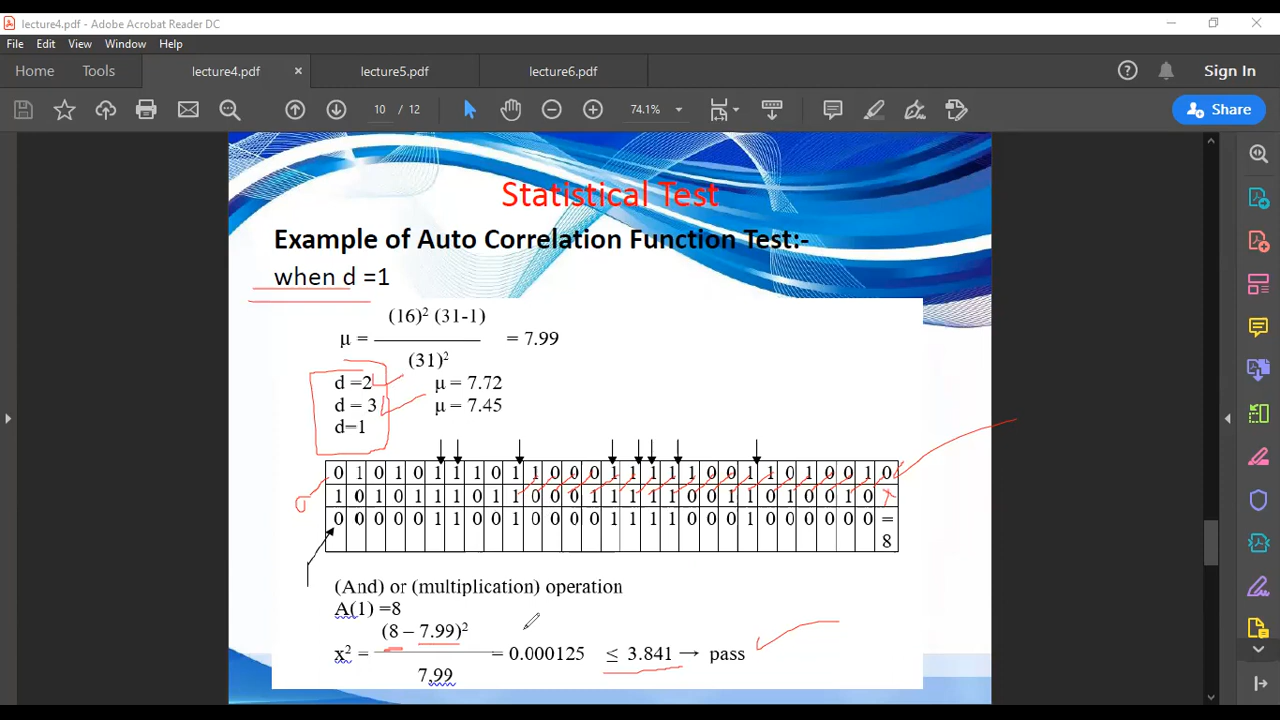 lecture4.pdf - Adobe Acrobat Reader DC
File Edit View Window Help
Home Tools lecture4.pdf × lecture5.pdf lecture6.pdf Sign In
10 / 12 74.1% Share
Statistical Test
Example of Auto Correlation Function Test:-
when d =1
(16)² (31-1)
μ = = 7.99
(31)²
d =2 μ = 7.72
d = 3 μ = 7.45
d=1
0 1 0 1 0 1 1 1 0 1 1 0 0 0 1 1 1 1 1 0 0 1 1 0 1 0 0 1 0
1 0 1 0 1 1 1 0 1 1 0 0 0 1 1 1 1 1 0 0 1 1 0 1 0 0 1 0
0 0 0 0 1 1 0 0 1 0 0 0 0 1 1 1 1 0 0 0 1 0 0 0 0 0 0 0 =
8
(And) or (multiplication) operation
A(1) =8
(8 – 7.99)²
x² = = 0.000125 ≤ 3.841 → pass
7.99